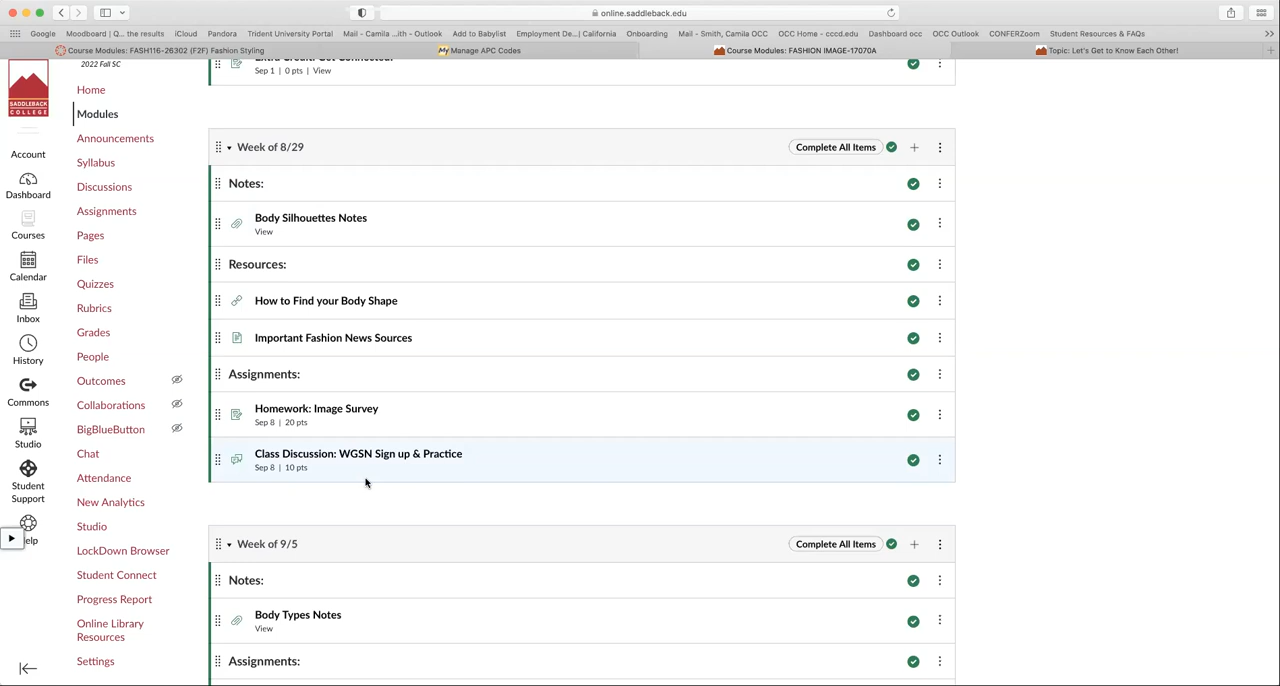 online.saddleback.edu
Google Moodboard | Q... the results iCloud Pandora Trident University Portal Mail - Camila ...ith - Outlook Add to Babylist Employment De...| California Onboarding Mail - Smith, Camila OCC OCC Home - cccd.edu Dashboard occ OCC Outlook CONFERZoom Student Resources & FAQs
Course Modules: FASH116-26302 (F2F) Fashion Styling Manage APC Codes Course Modules: FASHION IMAGE-17070A Topic: Let's Get to Know Each Other!
SADDLEBACK
COLLEGE
Account
Dashboard
Courses
Calendar
Inbox
History
Commons
Studio
Student
Support
elp
2022 Fall SC
Home
Modules
Announcements
Syllabus
Discussions
Assignments
Pages
Files
Quizzes
Rubrics
Grades
People
Outcomes
Collaborations
BigBlueButton
Chat
Attendance
New Analytics
Studio
LockDown Browser
Student Connect
Progress Report
Online Library
Resources
Settings
Extra Credit: Get Connected!
Sep 1 | 0 pts | View
Week of 8/29 Complete All Items
Notes:
Body Silhouettes Notes
View
Resources:
How to Find your Body Shape
Important Fashion News Sources
Assignments:
Homework: Image Survey
Sep 8 | 20 pts
Class Discussion: WGSN Sign up & Practice
Sep 8 | 10 pts
Week of 9/5 Complete All Items
Notes:
Body Types Notes
View
Assignments: